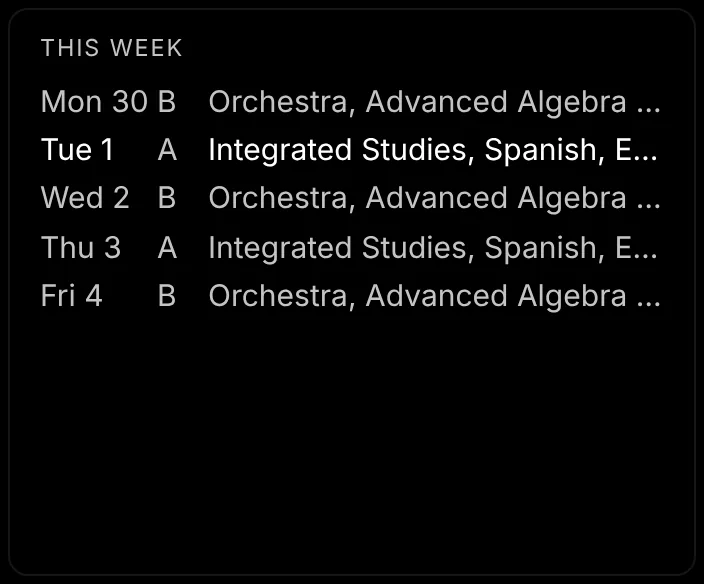 THIS WEEK
Mon 30 B Orchestra, Advanced Algebra ...
Tue 1 A Integrated Studies, Spanish, E...
Wed 2 B Orchestra, Advanced Algebra ...
Thu 3 A Integrated Studies, Spanish, E...
Fri 4 B Orchestra, Advanced Algebra ...